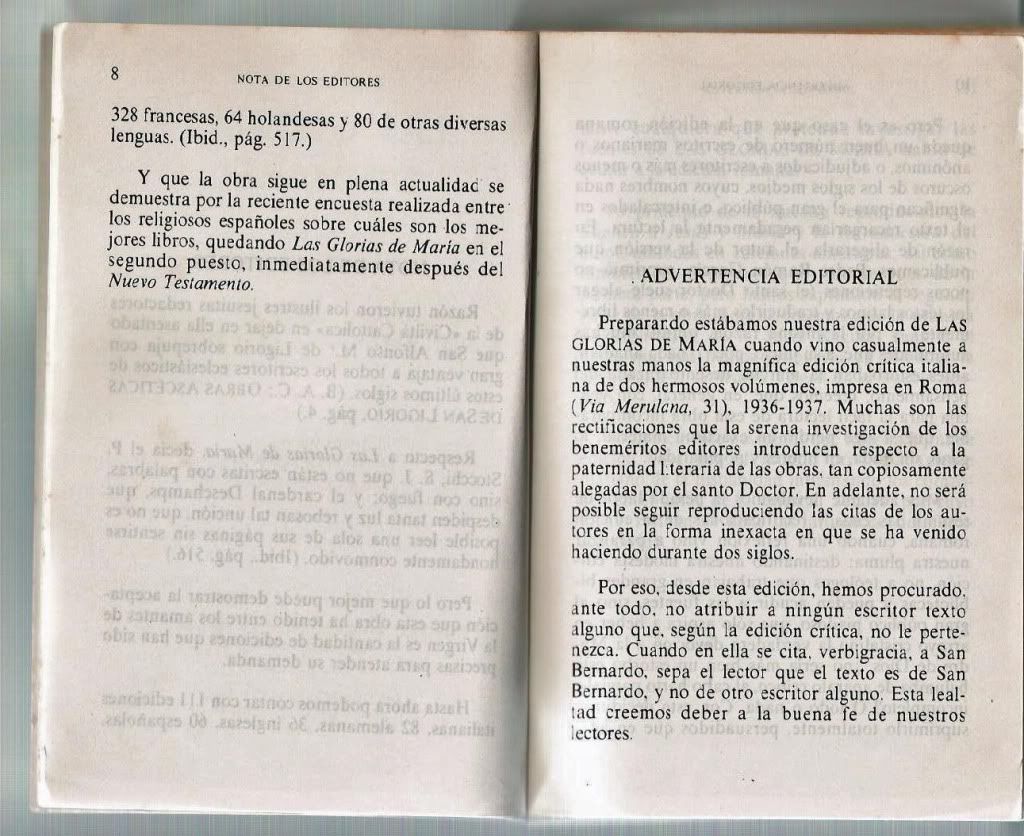 8
NOTA DE LOS EDITORES
328 francesas, 64 holandesas y 80 de otras diversas
lenguas. (Ibid., pág. 517.)
Y que la obra sigue en plena actualidad se
demuestra por la reciente encuesta realizada entre
los religiosos españoles sobre cuáles son los me-
jores libros, quedando Las Glorias de María en el
segundo puesto, inmediatamente después del
Nuevo Testamento.
ADVERTENCIA EDITORIAL
Preparando estábamos nuestra edición de LAS
GLORIAS DE MARÍA cuando vino casualmente a
nuestras manos la magnífica edición crítica italia-
na de dos hermosos volúmenes, impresa en Roma
(Via Merulana, 31), 1936-1937. Muchas son las
rectificaciones que la serena investigación de los
beneméritos editores introducen respecto a la
paternidad literaria de las obras, tan copiosamente
alegadas por el santo Doctor. En adelante, no será
posible seguir reproduciendo las citas de los au-
tores en la forma inexacta en que se ha venido
haciendo durante dos siglos.
Por eso, desde esta edición, hemos procurado,
ante todo, no atribuir a ningún escritor texto
alguno que, según la edición crítica, no le perte-
nezca. Cuando en ella se cita, verbigracia, a San
Bernardo, sepa el lector que el texto es de San
Bernardo, y no de otro escritor alguno. Esta leal-
tad creemos deber a la buena fe de nuestros
lectores.